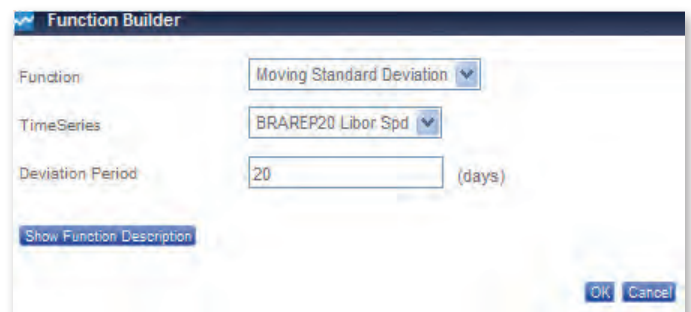 Function Builder
Function Moving Standard Deviation
TimeSeries BRAREP20 Libor Spd
Deviation Period 20 (days)
Show Function Description
OK Cancel